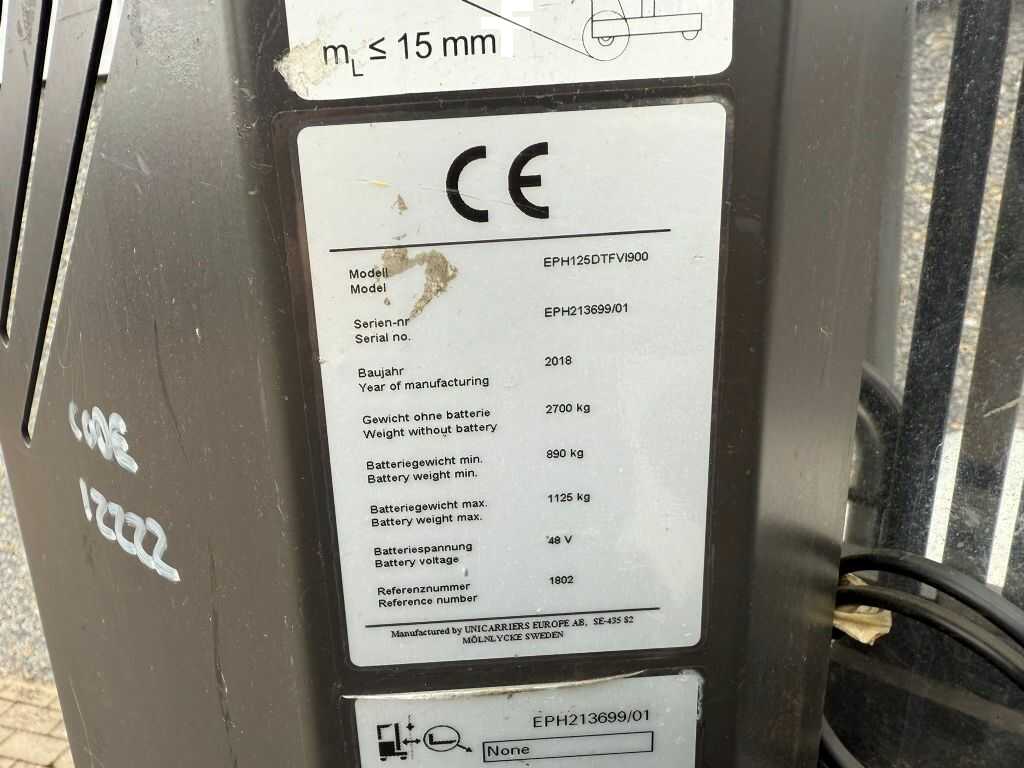 mL ≤ 15 mm
CE
Modell EPH125DTFVI900
Model
Serien-nr EPH213699/01
Serial no.
Baujahr 2018
Year of manufacturing
Gewicht ohne batterie 2700 kg
Weight without battery
Batteriegewicht min. 890 kg
Battery weight min.
Batteriegewicht max. 1125 kg
Battery weight max.
Batteriespannung 48 V
Battery voltage
Referenznummer 1802
Reference number
Manufactured by UNICARRIERS EUROPE AB, SE-435 S2
MÖLNLYCKE SWEDEN
EPH213699/01
None
CODE
12222